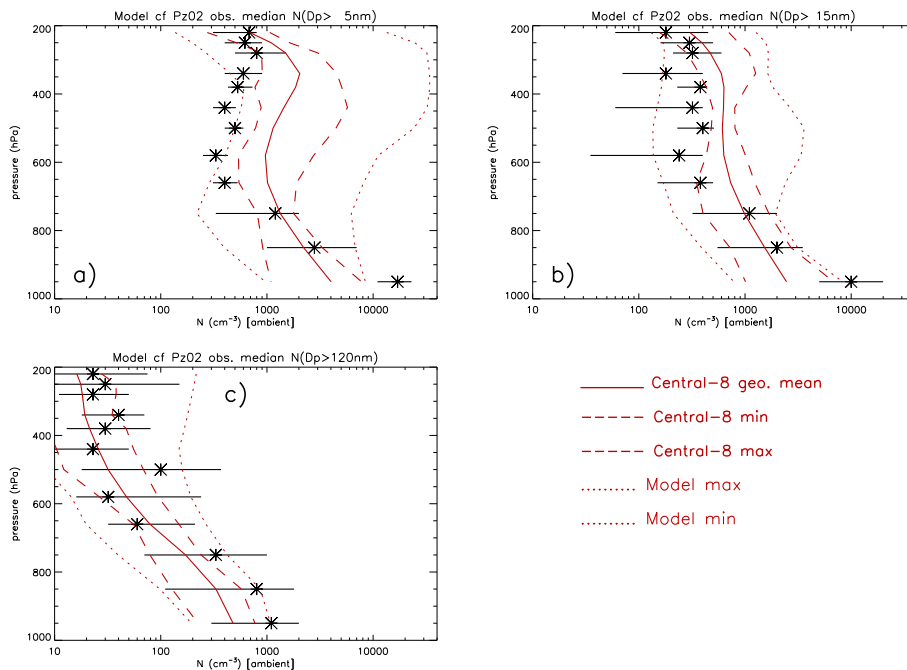 Model cf Pz02 obs. median N(Dp> 5nm)
200
400
600
800
1000
pressure (hPa)
a)
10
100
1000
10000
N (cm⁻³) [ambient]
Model cf Pz02 obs. median N(Dp> 15nm)
200
400
600
800
1000
pressure (hPa)
b)
10
100
1000
10000
N (cm⁻³) [ambient]
Model cf Pz02 obs. median N(Dp>120nm)
200
400
600
800
1000
pressure (hPa)
c)
10
100
1000
10000
N (cm⁻³) [ambient]
Central-8 geo. mean
Central-8 min
Central-8 max
Model max
Model min